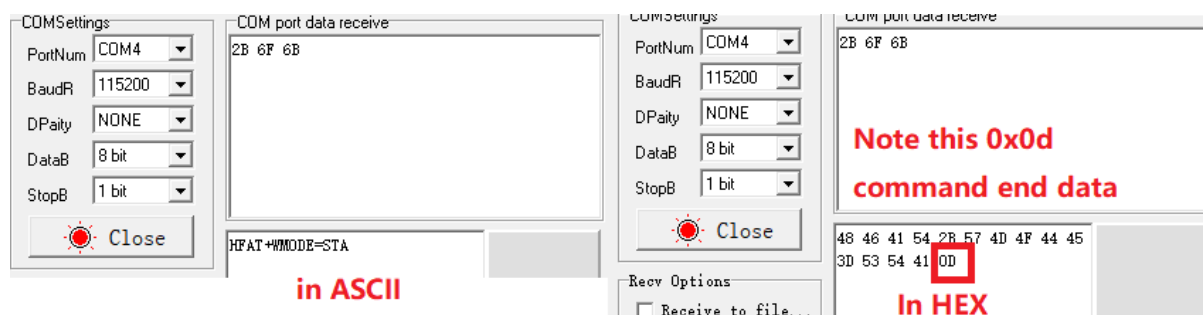 COMSettings
PortNum COM4
BaudR 115200
DPaity NONE
DataB 8 bit
StopB 1 bit
Close
COM port data receive
2B 6F 6B
HFAT+WMODE=STA
in ASCII
COMSettings
PortNum COM4
BaudR 115200
DPaity NONE
DataB 8 bit
StopB 1 bit
Close
Recv Options
Receive to file...
COM port data receive
2B 6F 6B
Note this 0x0d
command end data
48 46 41 54 2B 57 4D 4F 44 45
3D 53 54 41 0D
In HEX